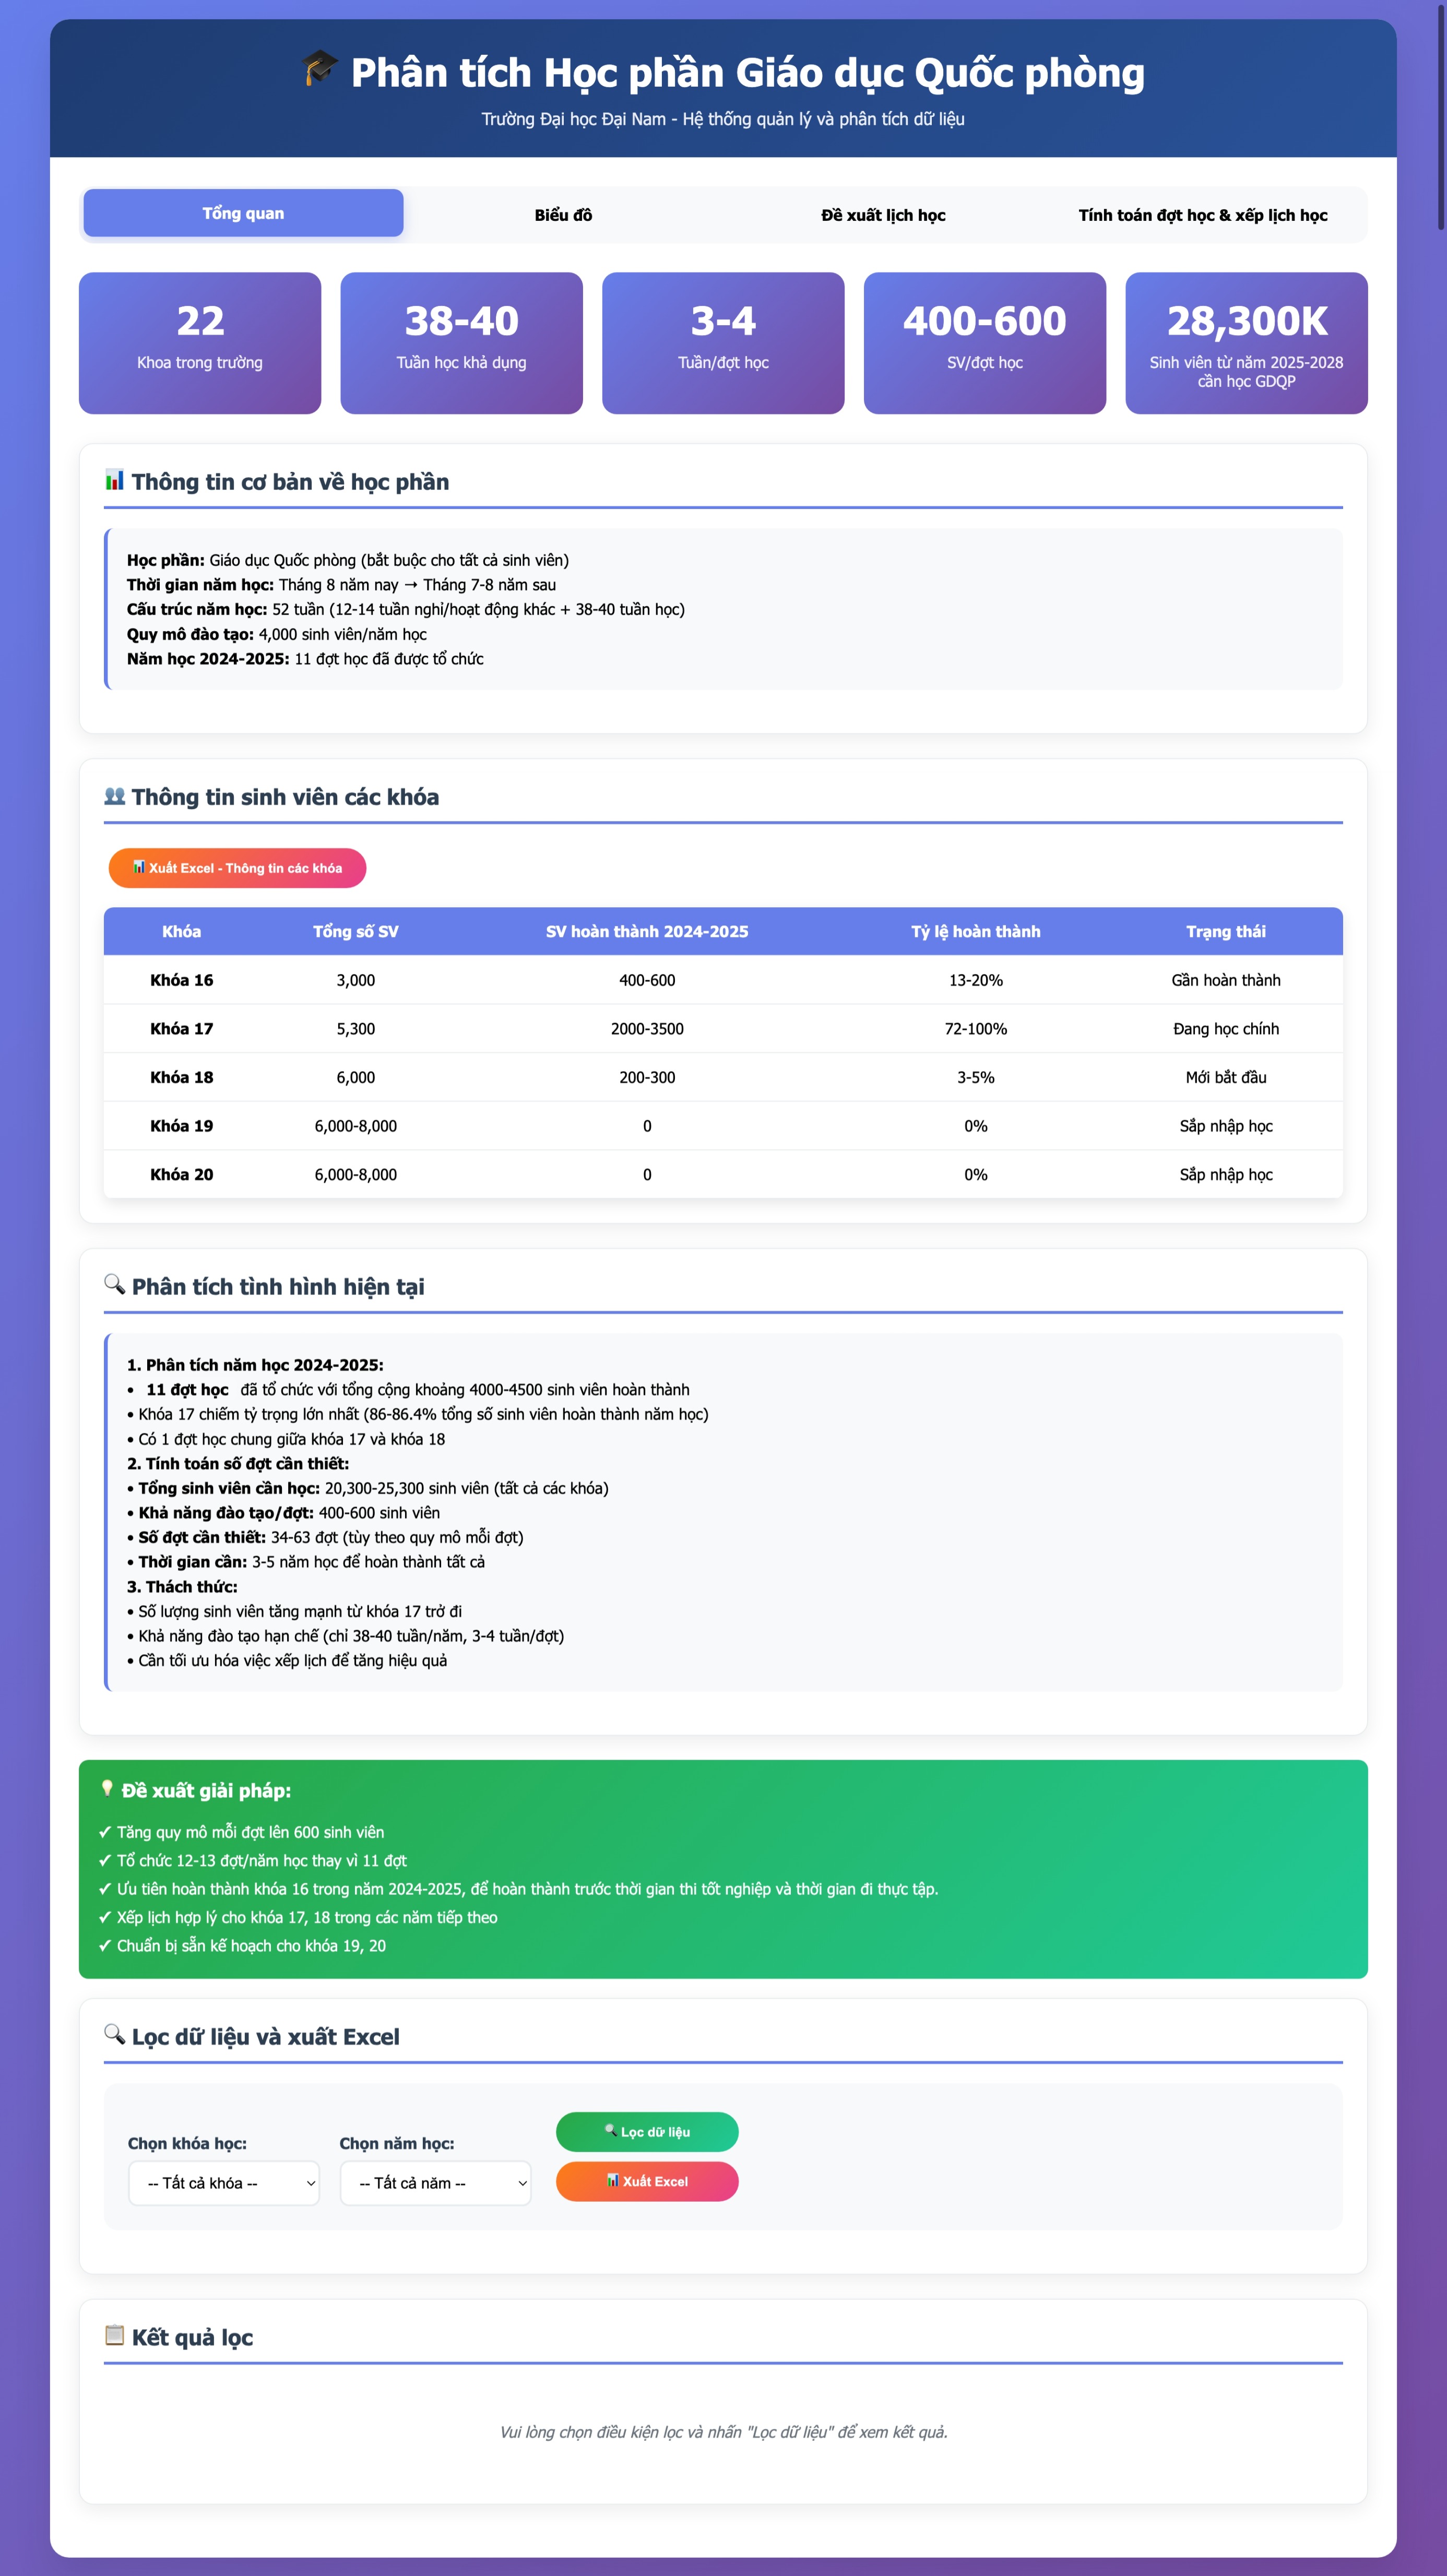 🎓 Phân tích Học phần Giáo dục Quốc phòng
Trường Đại học Đại Nam - Hệ thống quản lý và phân tích dữ liệu
Tổng quan
Biểu đồ
Đề xuất lịch học
Tính toán đợt học & xếp lịch học
22
Khoa trong trường
38-40
Tuần học khả dụng
3-4
Tuần/đợt học
400-600
SV/đợt học
28,300K
Sinh viên từ năm 2025-2028
cần học GDQP
📊 Thông tin cơ bản về học phần
Học phần: Giáo dục Quốc phòng (bắt buộc cho tất cả sinh viên)
Thời gian năm học: Tháng 8 năm nay → Tháng 7-8 năm sau
Cấu trúc năm học: 52 tuần (12-14 tuần nghỉ/hoạt động khác + 38-40 tuần học)
Quy mô đào tạo: 4,000 sinh viên/năm học
Năm học 2024-2025: 11 đợt học đã được tổ chức
👥 Thông tin sinh viên các khóa
📊 Xuất Excel - Thông tin các khóa
Khóa Tổng số SV SV hoàn thành 2024-2025 Tỷ lệ hoàn thành Trạng thái
Khóa 16 3,000 400-600 13-20% Gần hoàn thành
Khóa 17 5,300 2000-3500 72-100% Đang học chính
Khóa 18 6,000 200-300 3-5% Mới bắt đầu
Khóa 19 6,000-8,000 0 0% Sắp nhập học
Khóa 20 6,000-8,000 0 0% Sắp nhập học
🔍 Phân tích tình hình hiện tại
1. Phân tích năm học 2024-2025:
• 11 đợt học đã tổ chức với tổng cộng khoảng 4000-4500 sinh viên hoàn thành
• Khóa 17 chiếm tỷ trọng lớn nhất (86-86.4% tổng số sinh viên hoàn thành năm học)
• Có 1 đợt học chung giữa khóa 17 và khóa 18
2. Tính toán số đợt cần thiết:
• Tổng sinh viên cần học: 20,300-25,300 sinh viên (tất cả các khóa)
• Khả năng đào tạo/đợt: 400-600 sinh viên
• Số đợt cần thiết: 34-63 đợt (tùy theo quy mô mỗi đợt)
• Thời gian cần: 3-5 năm học để hoàn thành tất cả
3. Thách thức:
• Số lượng sinh viên tăng mạnh từ khóa 17 trở đi
• Khả năng đào tạo hạn chế (chỉ 38-40 tuần/năm, 3-4 tuần/đợt)
• Cần tối ưu hóa việc xếp lịch để tăng hiệu quả
💡 Đề xuất giải pháp:
✓ Tăng quy mô mỗi đợt lên 600 sinh viên
✓ Tổ chức 12-13 đợt/năm học thay vì 11 đợt
✓ Ưu tiên hoàn thành khóa 16 trong năm 2024-2025, để hoàn thành trước thời gian thi tốt nghiệp và thời gian đi thực tập.
✓ Xếp lịch hợp lý cho khóa 17, 18 trong các năm tiếp theo
✓ Chuẩn bị sẵn kế hoạch cho khóa 19, 20
🔍 Lọc dữ liệu và xuất Excel
Chọn khóa học:
-- Tất cả khóa --
Chọn năm học:
-- Tất cả năm --
🔍 Lọc dữ liệu
📊 Xuất Excel
📋 Kết quả lọc
Vui lòng chọn điều kiện lọc và nhấn "Lọc dữ liệu" để xem kết quả.